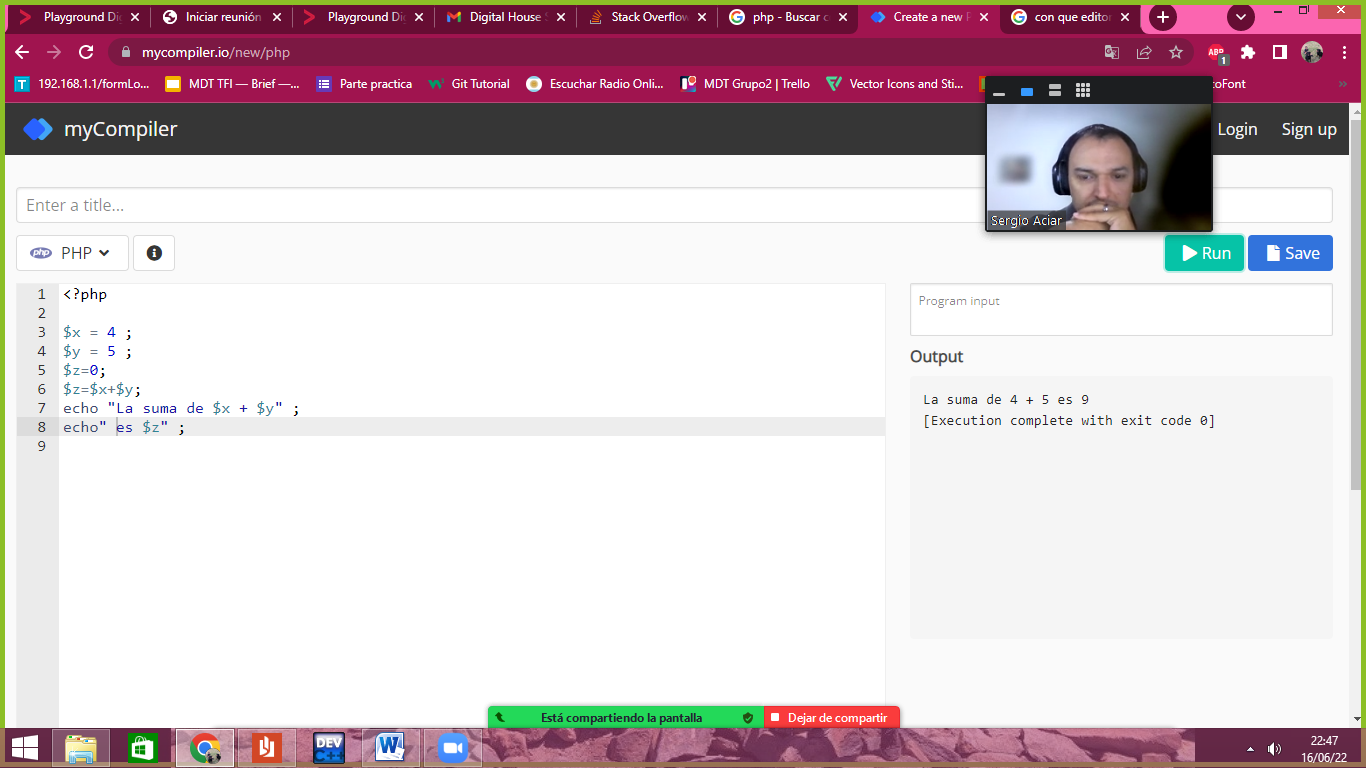 Playground Di
Iniciar reunión
Playground Di
Digital House
Stack Overflow
php - Buscar c
Create a new P
con que editor
mycompiler.io/new/php
ABP
1
T
192.168.1.1/formLo...
MDT TFI — Brief —...
Parte practica
Git Tutorial
Escuchar Radio Onli...
MDT Grupo2 | Trello
Vector Icons and Sti...
toFont
»
myCompiler
Login
Sign up
Enter a title...
Sergio Aciar
php PHP
Run
Save
1 <?php
2
3 $x = 4 ;
4 $y = 5 ;
5 $z=0;
6 $z=$x+$y;
7 echo "La suma de $x + $y" ;
8 echo" es $z" ;
9
Program input
Output
La suma de 4 + 5 es 9
[Execution complete with exit code 0]
Está compartiendo la pantalla
Dejar de compartir
DEV
C++
W
22:47
16/06/22